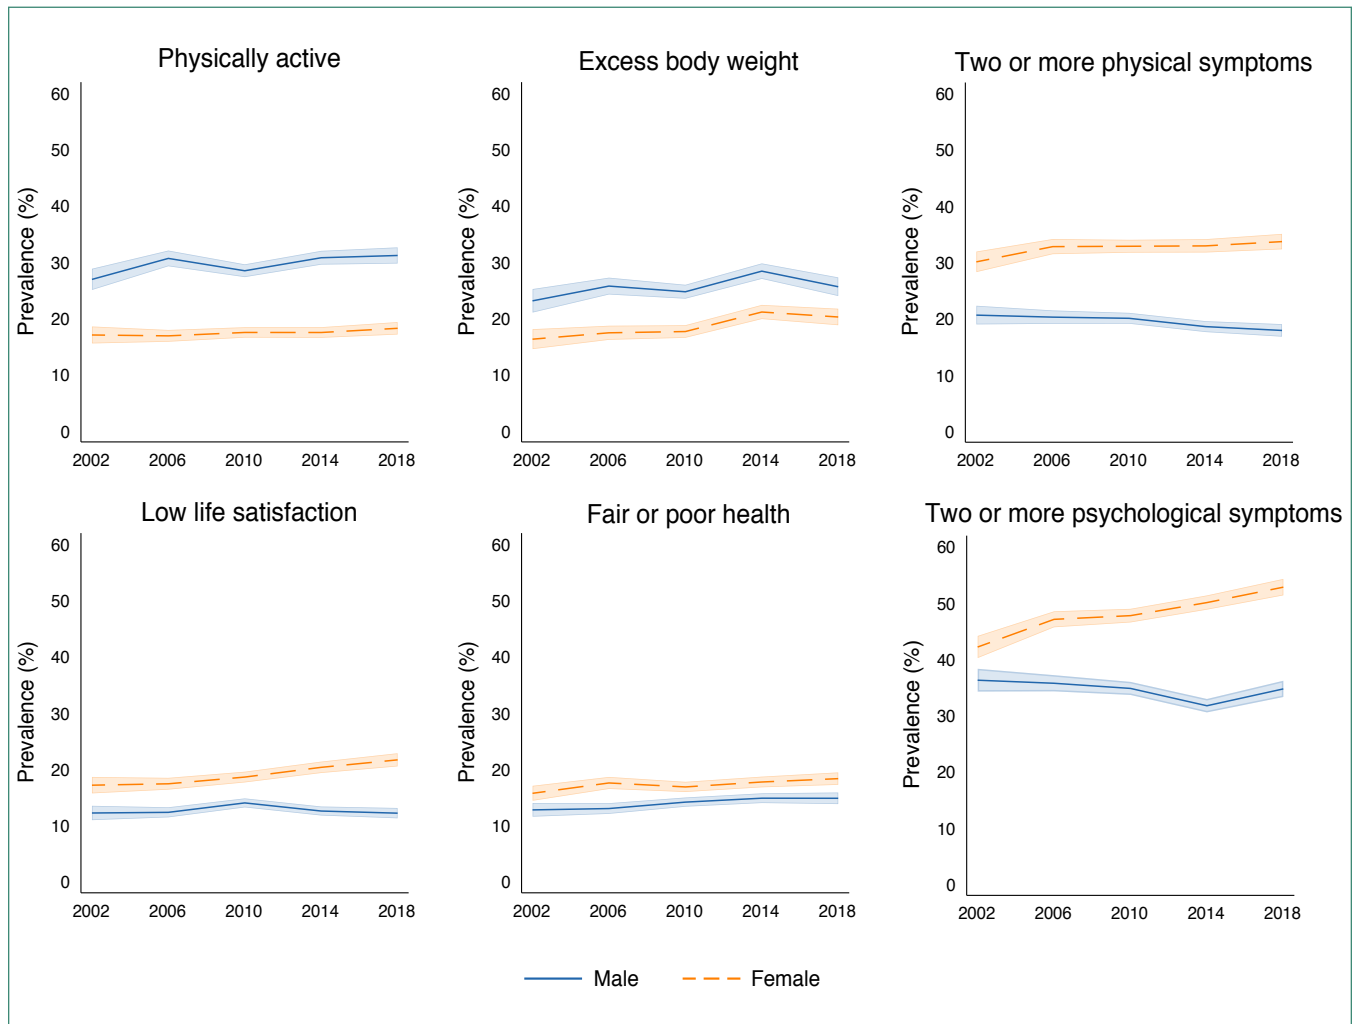 Physically active
Prevalence (%)
60
50
40
30
20
10
0
2002 2006 2010 2014 2018
Excess body weight
Prevalence (%)
60
50
40
30
20
10
0
2002 2006 2010 2014 2018
Two or more physical symptoms
Prevalence (%)
60
50
40
30
20
10
0
2002 2006 2010 2014 2018
Low life satisfaction
Prevalence (%)
60
50
40
30
20
10
0
2002 2006 2010 2014 2018
Fair or poor health
Prevalence (%)
60
50
40
30
20
10
0
2002 2006 2010 2014 2018
Two or more psychological symptoms
Prevalence (%)
60
50
40
30
20
10
0
2002 2006 2010 2014 2018
Male Female